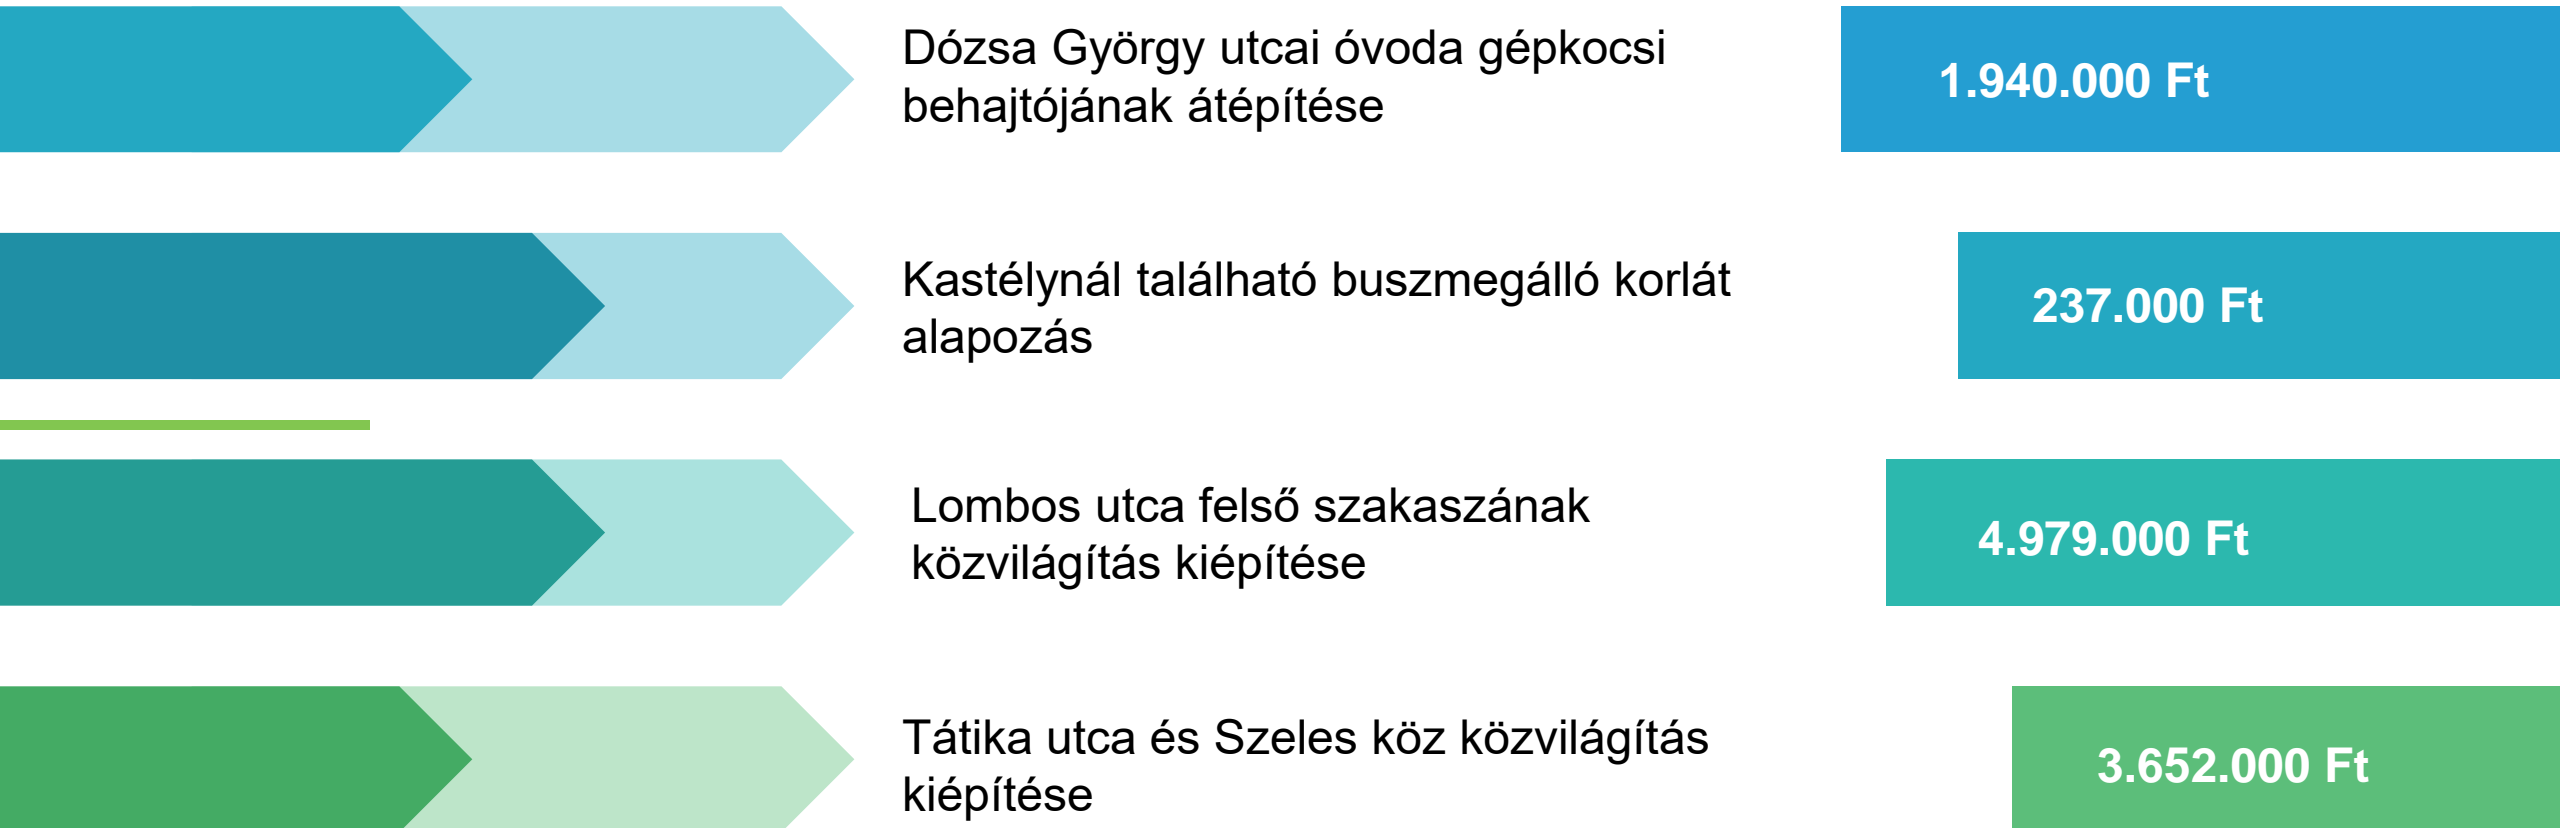 Dózsa György utcai óvoda gépkocsi
behajtójának átépítése
1.940.000 Ft
Kastélynál található buszmegálló korlát
alapozás
237.000 Ft
Lombos utca felső szakaszának
közvilágítás kiépítése
4.979.000 Ft
Tátika utca és Szeles köz közvilágítás
kiépítése
3.652.000 Ft